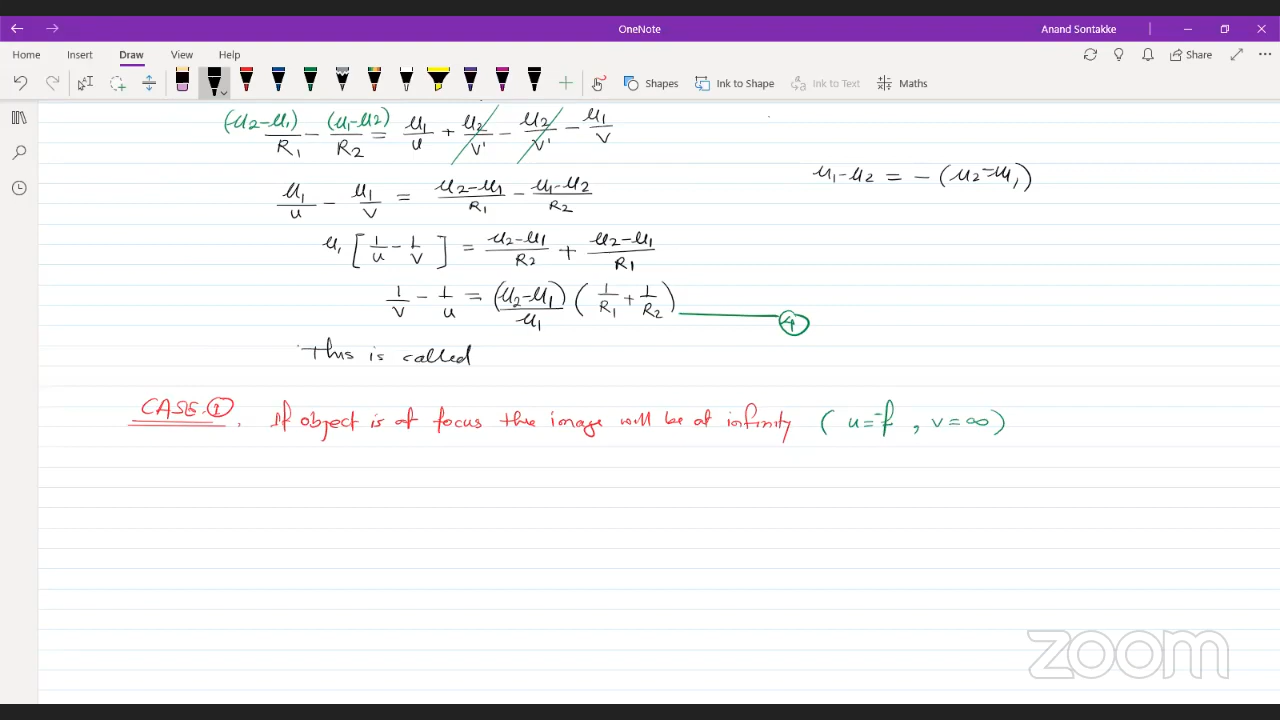 OneNote
Anand Sontakke
Home Insert Draw View Help
Share
Shapes Ink to Shape Ink to Text Maths
(μ2-μ1)/R1 - (μ1-μ2)/R2 = μ1/u + μ2/v' - μ2/v' - μ1/v
μ1-μ2 = -(μ2-μ1)
μ1/u - μ1/v = μ2-μ1/R1 - μ1-μ2/R2
μ1 [1/u - 1/v] = μ2-μ1/R2 + μ2-μ1/R1
1/v - 1/u = (μ2-μ1)/μ1 (1/R1 + 1/R2) 4
This is called
CASE. 1. If object is at focus the image will be at infinity (u=-f, v=∞)
zoom